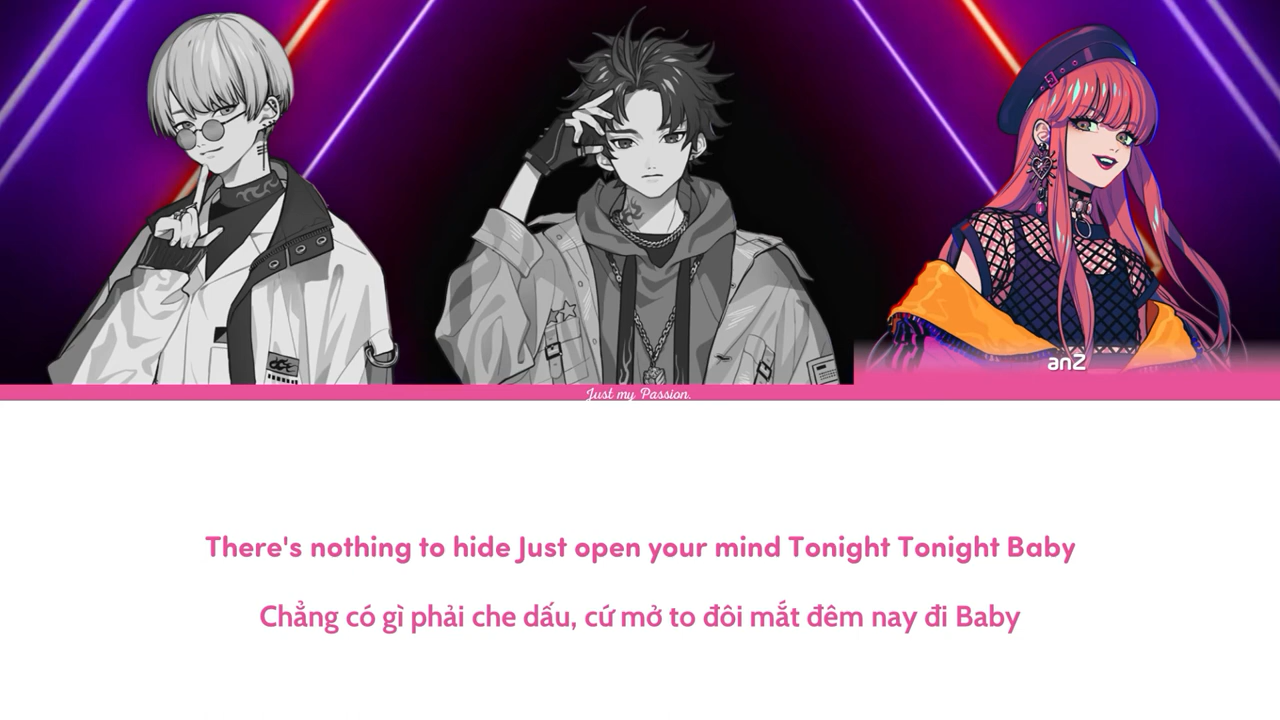 anZ
Just my Passion.
There's nothing to hide Just open your mind Tonight Tonight Baby
Chẳng có gì phải che dấu, cứ mở to đôi mắt đêm nay đi Baby